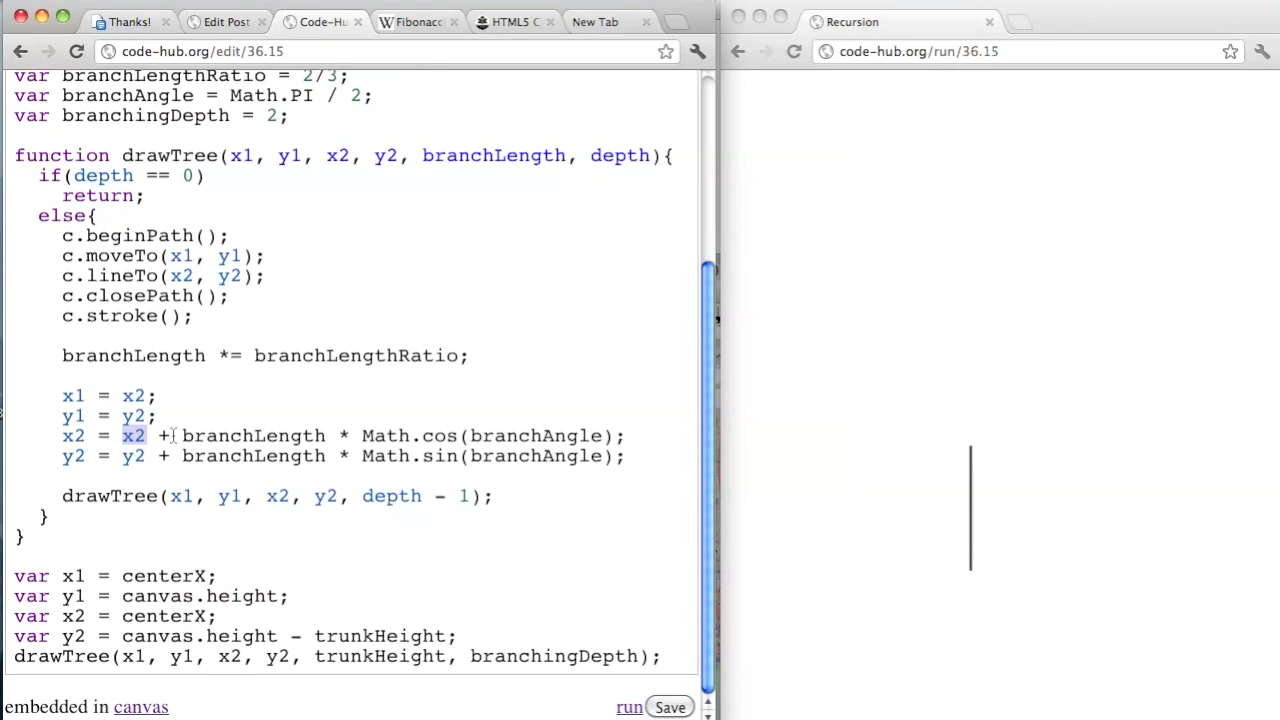 Thanks!
Edit Post
Code-Hu
Fibonacc
HTML5 C
New Tab
code-hub.org/edit/36.15
Recursion
code-hub.org/run/36.15
var branchLengthRatio = 2/3;
var branchAngle = Math.PI / 2;
var branchingDepth = 2;
function drawTree(x1, y1, x2, y2, branchLength, depth){
if(depth == 0)
return;
else{
c.beginPath();
c.moveTo(x1, y1);
c.lineTo(x2, y2);
c.closePath();
c.stroke();
branchLength *= branchLengthRatio;
x1 = x2;
y1 = y2;
x2 = x2 + branchLength * Math.cos(branchAngle);
y2 = y2 + branchLength * Math.sin(branchAngle);
drawTree(x1, y1, x2, y2, depth - 1);
}
}
var x1 = centerX;
var y1 = canvas.height;
var x2 = centerX;
var y2 = canvas.height - trunkHeight;
drawTree(x1, y1, x2, y2, trunkHeight, branchingDepth);
embedded in canvas
run Save